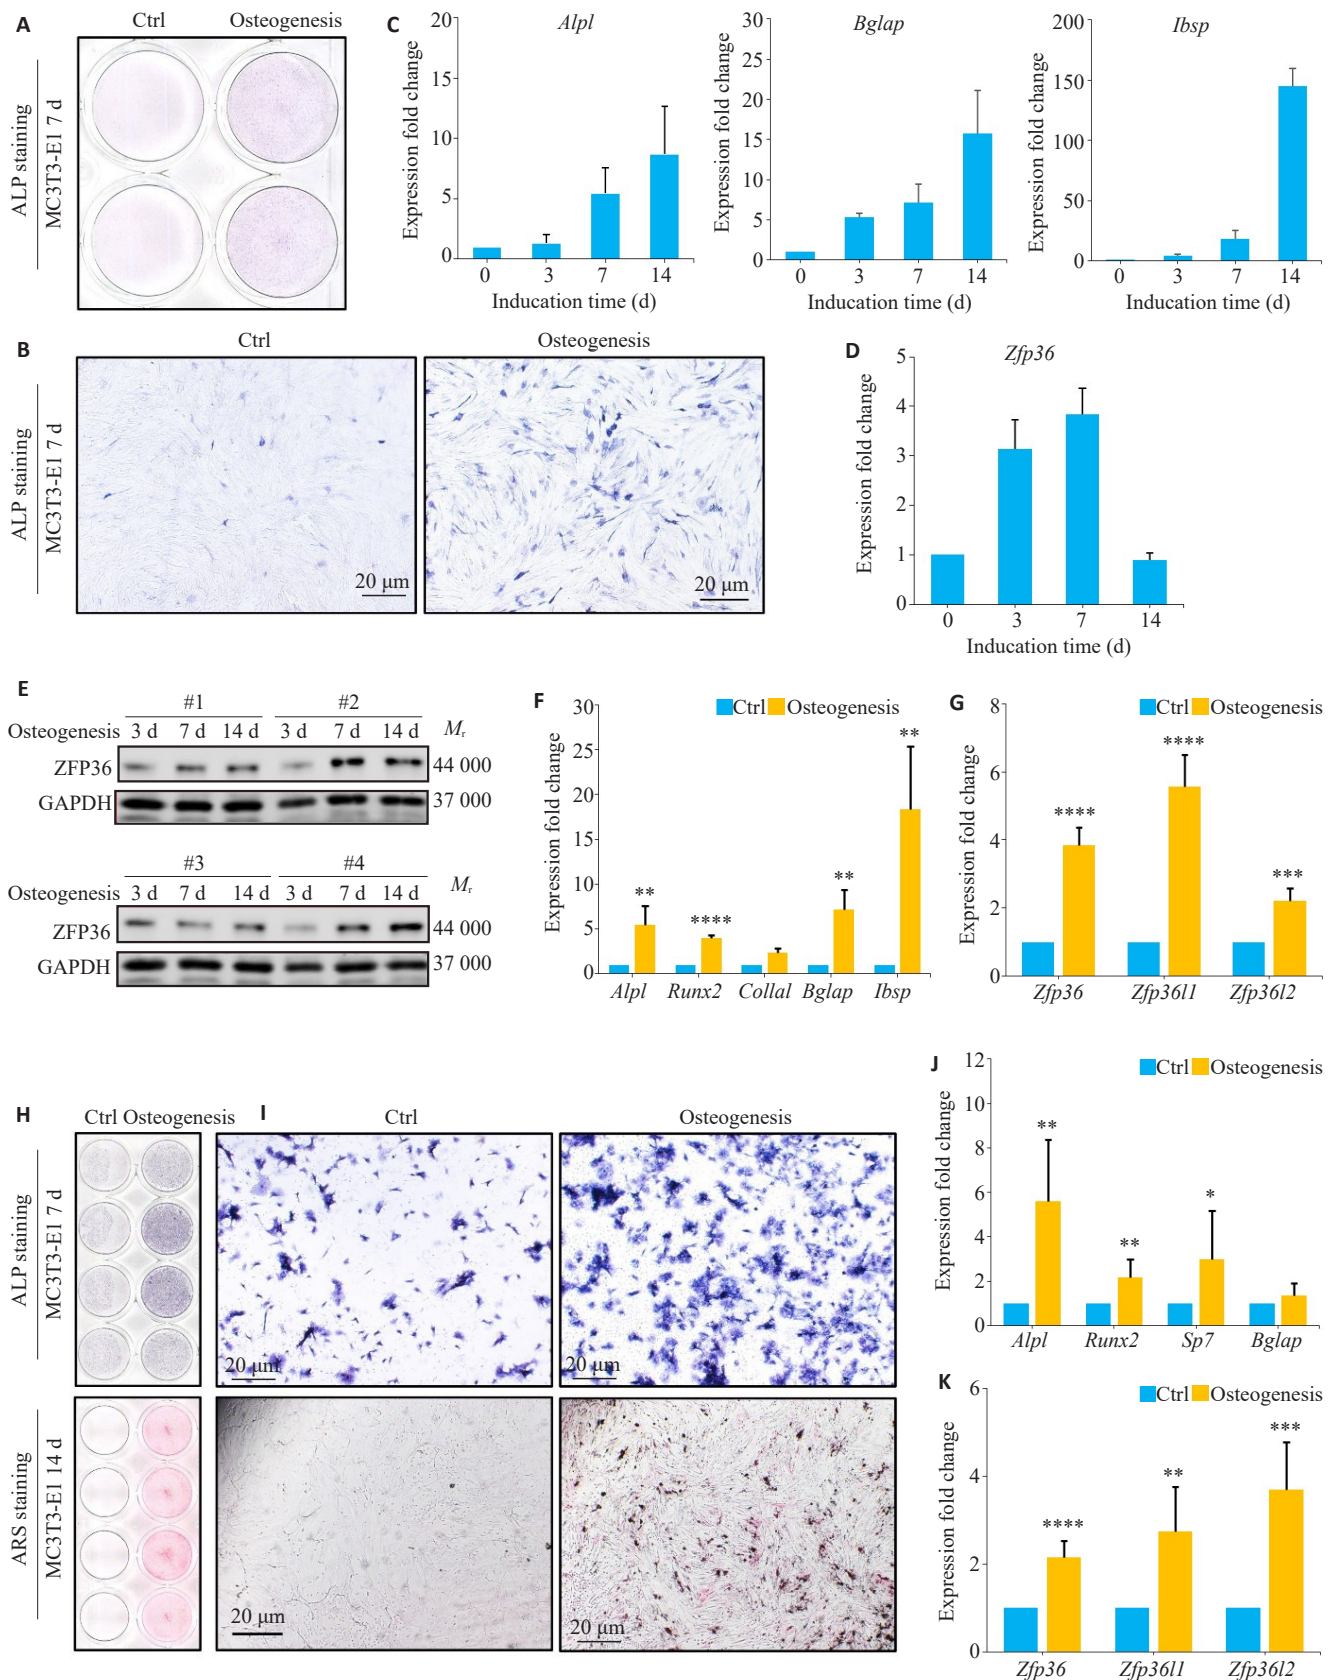 A
Ctrl Osteogenesis
ALP staining
MC3T3-E1 7 d
C
Alpl
Expression fold change
20
15
10
5
0
0 3 7 14
Inducation time (d)
Bglap
Expression fold change
30
25
20
15
10
5
0
0 3 7 14
Inducation time (d)
Ibsp
Expression fold change
200
150
100
50
0
0 3 7 14
Inducation time (d)
B
Ctrl Osteogenesis
ALP staining
MC3T3-E1 7 d
20 μm
20 μm
D
Zfp36
Expression fold change
5
4
3
2
1
0
0 3 7 14
Inducation time (d)
E
#1 #2
Osteogenesis 3 d 7 d 14 d 3 d 7 d 14 d Mr
ZFP36 44 000
GAPDH 37 000
#3 #4
Osteogenesis 3 d 7 d 14 d 3 d 7 d 14 d Mr
ZFP36 44 000
GAPDH 37 000
F
Ctrl Osteogenesis
Expression fold change
30
25
20
15
10
5
0
** **** ** **
Alpl Runx2 Collal Bglap Ibsp
G
Ctrl Osteogenesis
Expression fold change
8
6
4
2
0
**** **** ***
Zfp36 Zfp36l1 Zfp36l2
H
Ctrl Osteogenesis
ALP staining
MC3T3-E1 7 d
ARS staining
MC3T3-E1 14 d
I
Ctrl Osteogenesis
20 μm
20 μm
20 μm
20 μm
J
Ctrl Osteogenesis
Expression fold change
12
10
8
6
4
2
0
** ** *
Alpl Runx2 Sp7 Bglap
K
Ctrl Osteogenesis
Expression fold change
6
4
2
0
**** ** ***
Zfp36 Zfp36l1 Zfp36l2